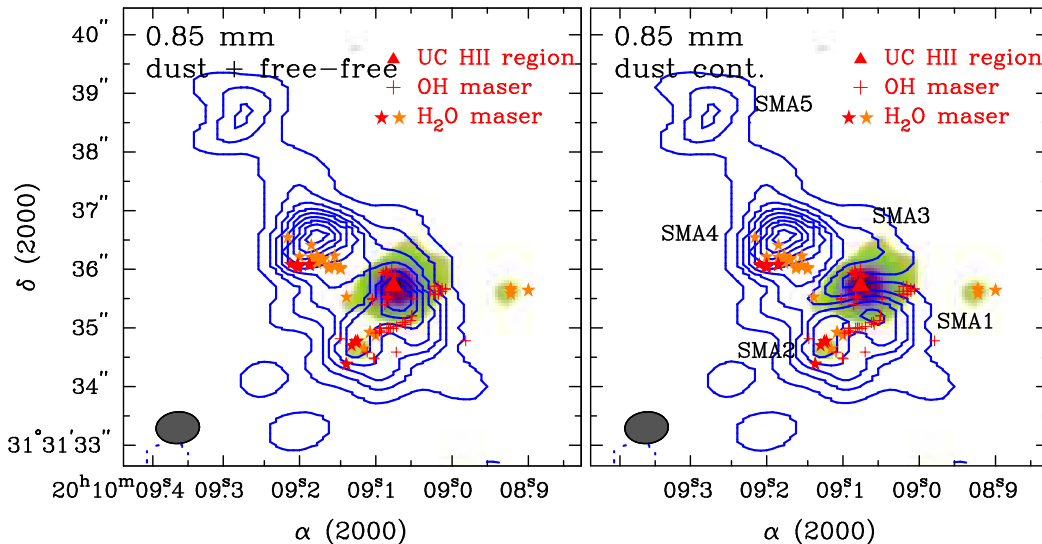 0.85 mm
dust + free-free
UC HII region
OH maser
H₂O maser
0.85 mm
dust cont.
UC HII region
OH maser
H₂O maser
SMA5
SMA4
SMA3
SMA1
SMA2
40″
39″
38″
37″
36″
35″
34″
31°31′33″
δ (2000)
20ʰ10ᵐ09ˢ.4 09ˢ.3 09ˢ.2 09ˢ.1 09ˢ.0 08ˢ.9
09ˢ.3 09ˢ.2 09ˢ.1 09ˢ.0 08ˢ.9
α (2000)
α (2000)